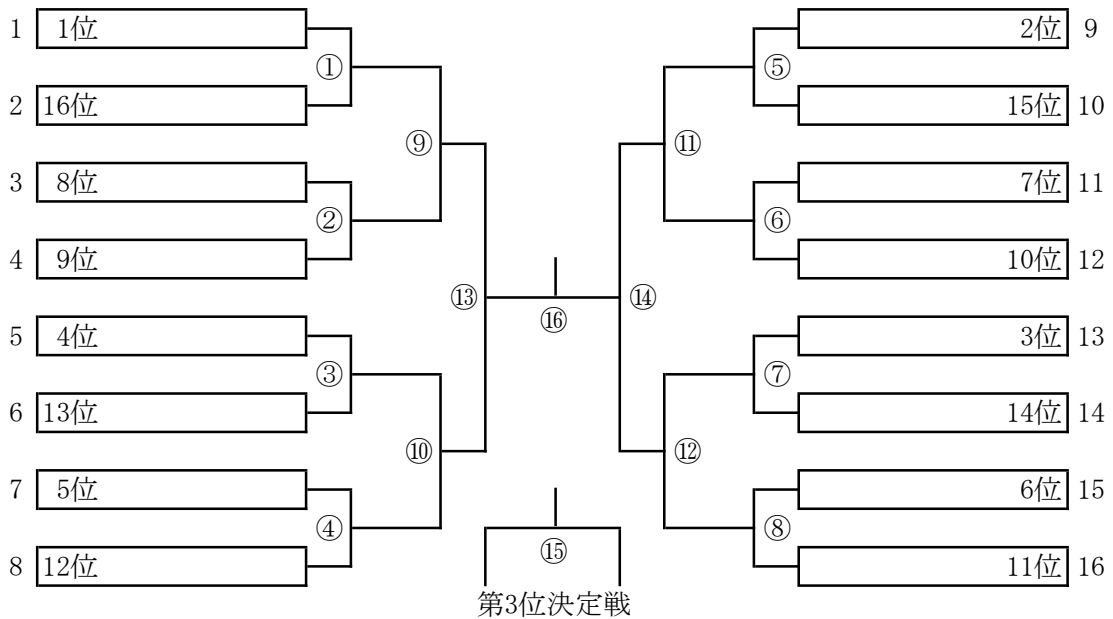 1 1位
2位 9
①
⑤
2 16位
15位 10
⑨
⑪
3 8位
7位 11
②
⑥
4 9位
10位 12
⑬
⑭
⑯
5 4位
3位 13
③
⑦
6 13位
14位 14
⑩
⑫
7 5位
6位 15
④
⑧
⑮
8 12位
11位 16
第3位決定戦